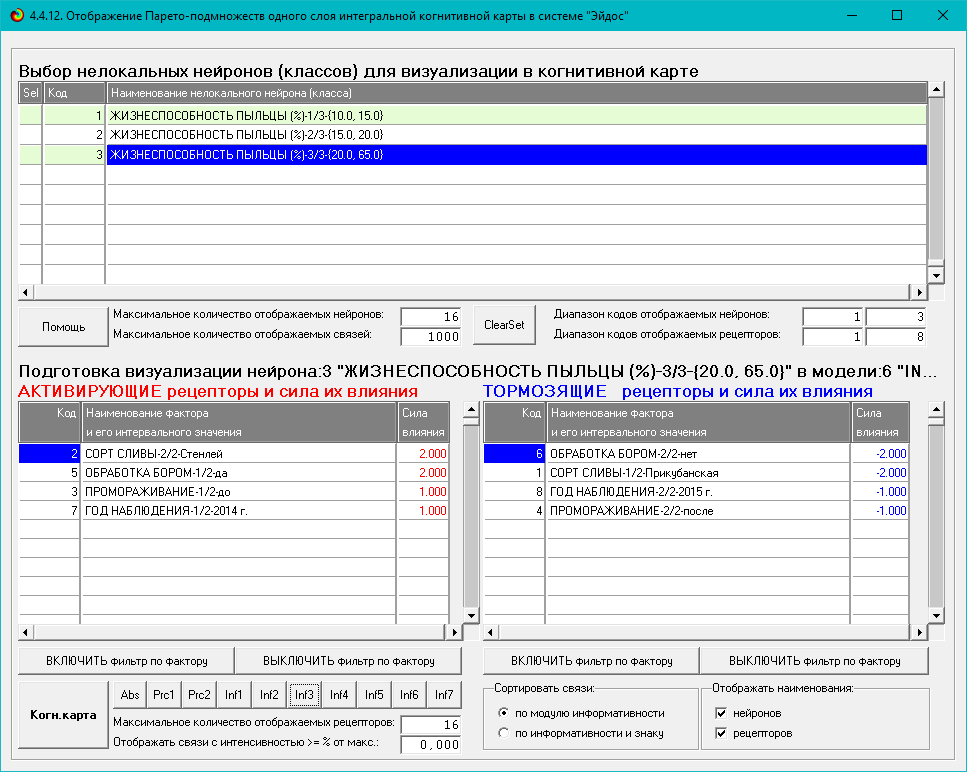 4.4.12. Отображение Парето-подмножеств одного слоя интегральной когнитивной карты в системе "Эйдос"
Выбор нелокальных нейронов (классов) для визуализации в когнитивной карте
Sel Код Наименование нелокального нейрона (класса)
1 ЖИЗНЕСПОСОБНОСТЬ ПЫЛЬЦЫ (%)-1/3-{10.0, 15.0}
2 ЖИЗНЕСПОСОБНОСТЬ ПЫЛЬЦЫ (%)-2/3-{15.0, 20.0}
3 ЖИЗНЕСПОСОБНОСТЬ ПЫЛЬЦЫ (%)-3/3-{20.0, 65.0}
Помощь
Максимальное количество отображаемых нейронов: 16
Максимальное количество отображаемых связей: 1000
ClearSet
Диапазон кодов отображаемых нейронов: 1 3
Диапазон кодов отображаемых рецепторов: 1 8
Подготовка визуализации нейрона:3 "ЖИЗНЕСПОСОБНОСТЬ ПЫЛЬЦЫ (%)-3/3-{20.0, 65.0}" в модели:6 "IN...
АКТИВИРУЮЩИЕ рецепторы и сила их влияния
Код Наименование фактора Сила
и его интервального значения влияния
2 СОРТ СЛИВЫ-2/2-Стенлей 2.000
5 ОБРАБОТКА БОРОМ-1/2-да 2.000
3 ПРОМОРАЖИВАНИЕ-1/2-до 1.000
7 ГОД НАБЛЮДЕНИЯ-1/2-2014 г. 1.000
ТОРМОЗЯЩИЕ рецепторы и сила их влияния
Код Наименование фактора Сила
и его интервального значения влияния
6 ОБРАБОТКА БОРОМ-2/2-нет -2.000
1 СОРТ СЛИВЫ-1/2-Прикубанская -2.000
8 ГОД НАБЛЮДЕНИЯ-2/2-2015 г. -1.000
4 ПРОМОРАЖИВАНИЕ-2/2-после -1.000
ВКЛЮЧИТЬ фильтр по фактору ВЫКЛЮЧИТЬ фильтр по фактору
ВКЛЮЧИТЬ фильтр по фактору ВЫКЛЮЧИТЬ фильтр по фактору
Когн.карта
Abs Prc1 Prc2 Inf1 Inf2 Inf3 Inf4 Inf5 Inf6 Inf7
Максимальное количество отображаемых рецепторов: 16
Отображать связи с интенсивностью >= % от макс.: 0,000
Сортировать связи:
по модулю информативности
по информативности и знаку
Отображать наименования:
нейронов
рецепторов